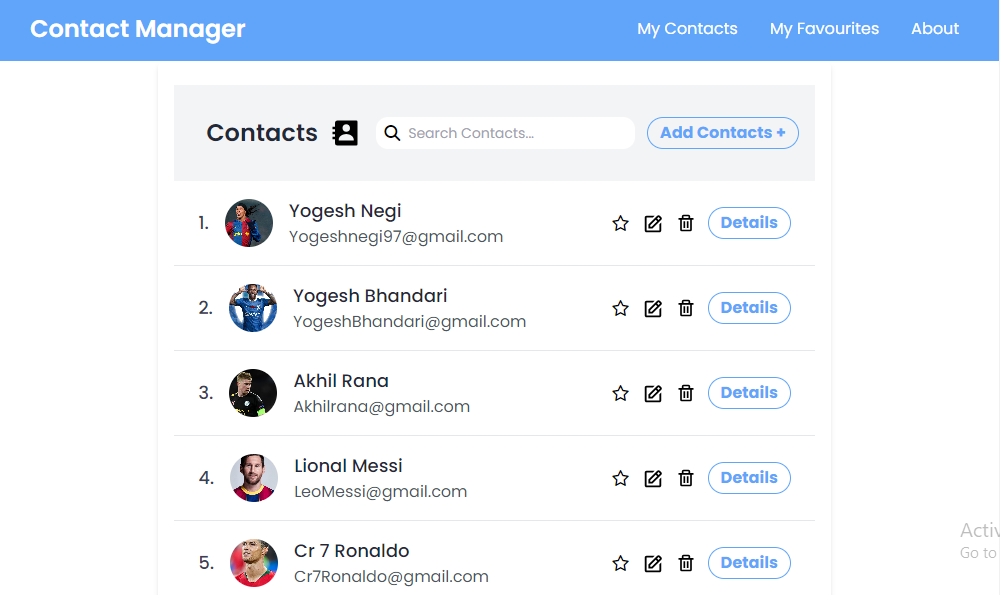 Contact Manager
My Contacts
My Favourites
About
Contacts
Search Contacts...
Add Contacts +
1.
Yogesh Negi
Yogeshnegi97@gmail.com
Details
2.
Yogesh Bhandari
YogeshBhandari@gmail.com
Details
3.
Akhil Rana
Akhilrana@gmail.com
Details
4.
Lional Messi
LeoMessi@gmail.com
Details
5.
Cr 7 Ronaldo
Cr7Ronaldo@gmail.com
Details
Go to